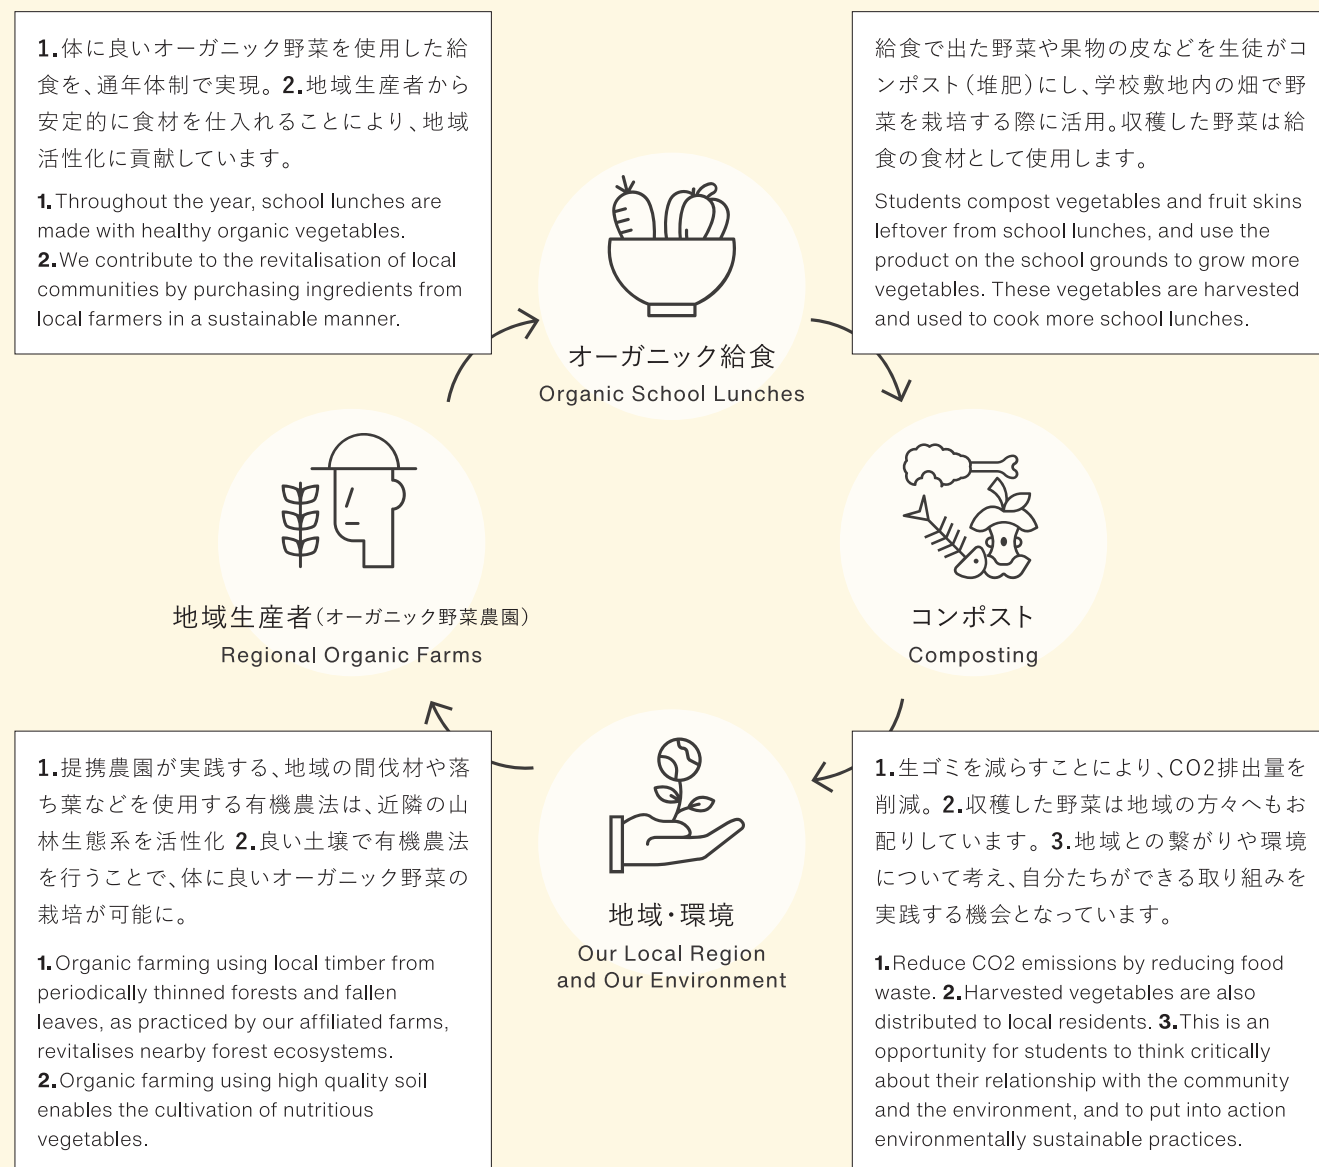 1.体に良いオーガニック野菜を使用した給
食を、通年体制で実現。2.地域生産者から
安定的に食材を仕入れることにより、地域
活性化に貢献しています。
1.Throughout the year, school lunches are
made with healthy organic vegetables.
2.We contribute to the revitalisation of local
communities by purchasing ingredients from
local farmers in a sustainable manner.
給食で出た野菜や果物の皮などを生徒がコ
ンポスト(堆肥)にし、学校敷地内の畑で野
菜を栽培する際に活用。収穫した野菜は給
食の食材として使用します。
Students compost vegetables and fruit skins
leftover from school lunches, and use the
product on the school grounds to grow more
vegetables. These vegetables are harvested
and used to cook more school lunches.
オーガニック給食
Organic School Lunches
地域生産者(オーガニック野菜農園)
Regional Organic Farms
コンポスト
Composting
地域・環境
Our Local Region
and Our Environment
1.提携農園が実践する、地域の間伐材や落
ち葉などを使用する有機農法は、近隣の山
林生態系を活性化 2.良い土壌で有機農法
を行うことで、体に良いオーガニック野菜の
栽培が可能に。
1.Organic farming using local timber from
periodically thinned forests and fallen
leaves, as practiced by our affiliated farms,
revitalises nearby forest ecosystems.
2.Organic farming using high quality soil
enables the cultivation of nutritious
vegetables.
1.生ゴミを減らすことにより、CO2排出量を
削減。2.収穫した野菜は地域の方々へもお
配りしています。3.地域との繋がりや環境
について考え、自分たちができる取り組みを
実践する機会となっています。
1.Reduce CO2 emissions by reducing food
waste. 2.Harvested vegetables are also
distributed to local residents. 3.This is an
opportunity for students to think critically
about their relationship with the community
and the environment, and to put into action
environmentally sustainable practices.